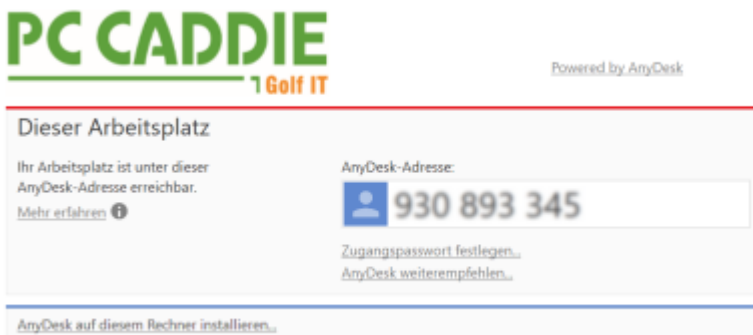 PC CADDIE
Golf IT
Powered by AnyDesk
Dieser Arbeitsplatz
Ihr Arbeitsplatz ist unter dieser
AnyDesk-Adresse erreichbar.
Mehr erfahren
AnyDesk-Adresse:
930 893 345
Zugangspasswort festlegen...
AnyDesk weiterempfehlen...
AnyDesk auf diesem Rechner installieren...